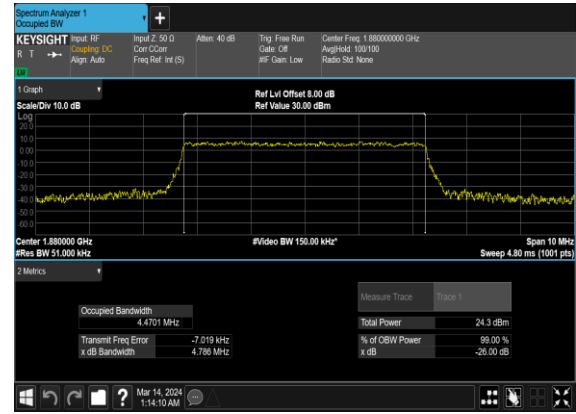 Spectrum Analyzer 1
Occupied BW
+
KEYSIGHT Input: RF Input Z: 50 Ω Atten: 40 dB Trig: Free Run Center Freq: 1.880000000 GHz
R T Coupling: DC Corr CCorr Gate: Off Avg|Hold: 100/100
Align: Auto Freq Ref: Int (S) #IF Gain: Low Radio Std: None
1 Graph
Ref Lvl Offset 8.00 dB
Scale/Div 10.0 dB Ref Value 30.00 dBm
Log
20.0
10.0
0.00
-10.0
-20.0
-30.0
-40.0
-50.0
-60.0
Center 1.880000 GHz #Video BW 150.00 kHz* Span 10 MHz
#Res BW 51.000 kHz Sweep 4.80 ms (1001 pts)
2 Metrics
Measure Trace Trace 1
Occupied Bandwidth
4.4701 MHz Total Power 24.3 dBm
Transmit Freq Error -7.019 kHz % of OBW Power 99.00 %
x dB Bandwidth 4.786 MHz x dB -26.00 dB
? Mar 14, 2024
1:14:10 AM